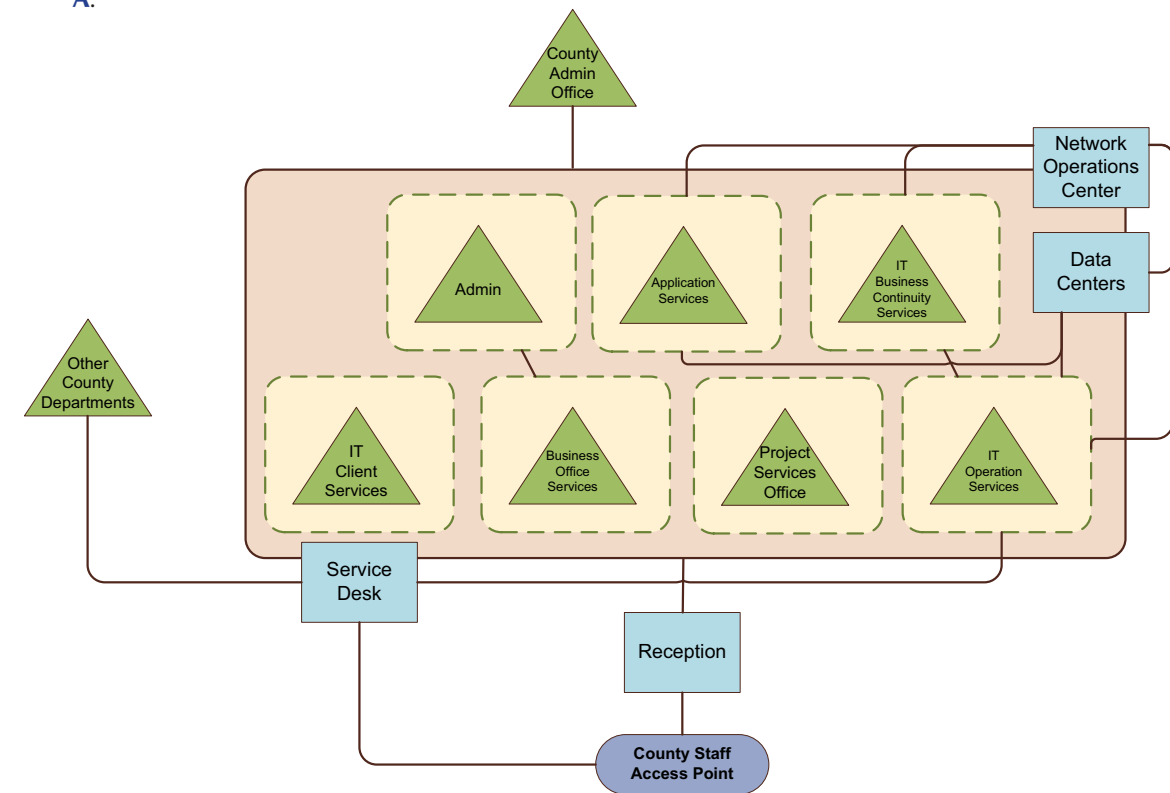 A.
County
Admin
Office
Network
Operations
Center
Admin
Application
Services
IT
Business
Continuity
Services
Data
Centers
Other
County
Departments
IT
Client
Services
Business
Office
Services
Project
Services
Office
IT
Operation
Services
Service
Desk
Reception
County Staff
Access Point